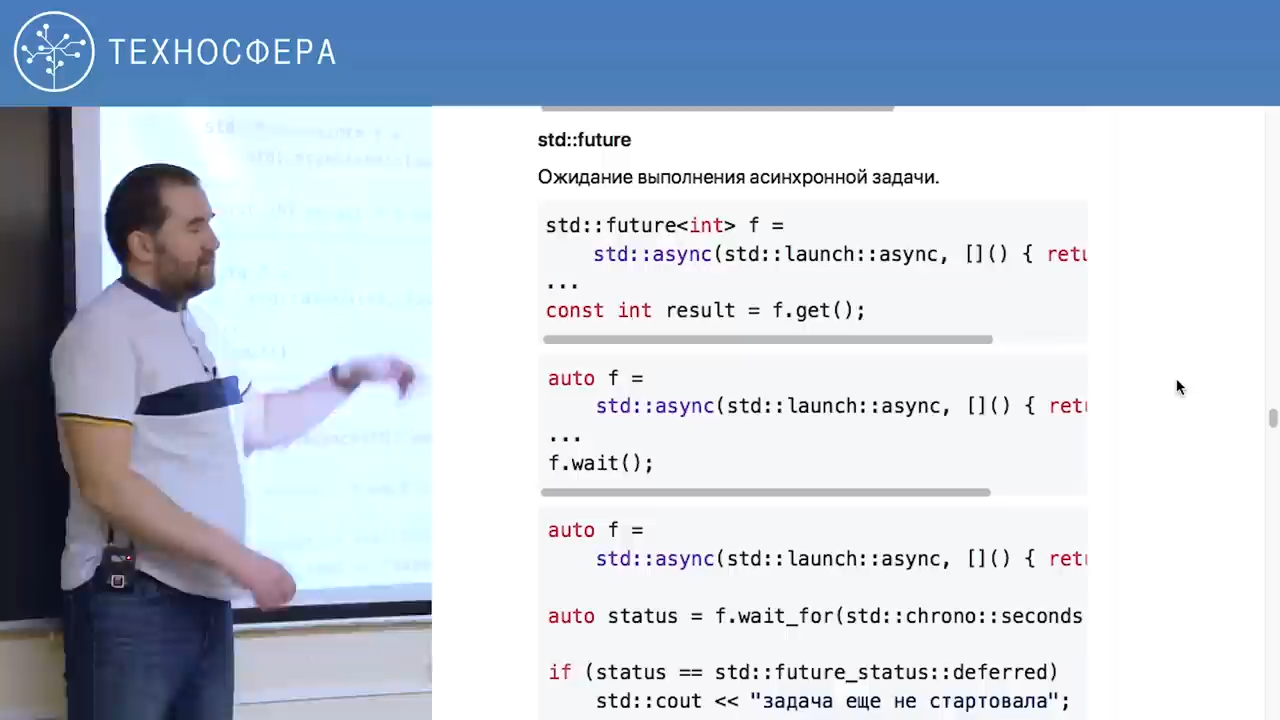 ТЕХНОСФЕРА
std::future
Ожидание выполнения асинхронной задачи.
std::future<int> f =
    std::async(std::launch::async, []() { retu
...
const int result = f.get();
auto f =
    std::async(std::launch::async, []() { retu
...
f.wait();
auto f =
    std::async(std::launch::async, []() { retu
auto status = f.wait_for(std::chrono::seconds
if (status == std::future_status::deferred)
    std::cout << "задача еще не стартовала";